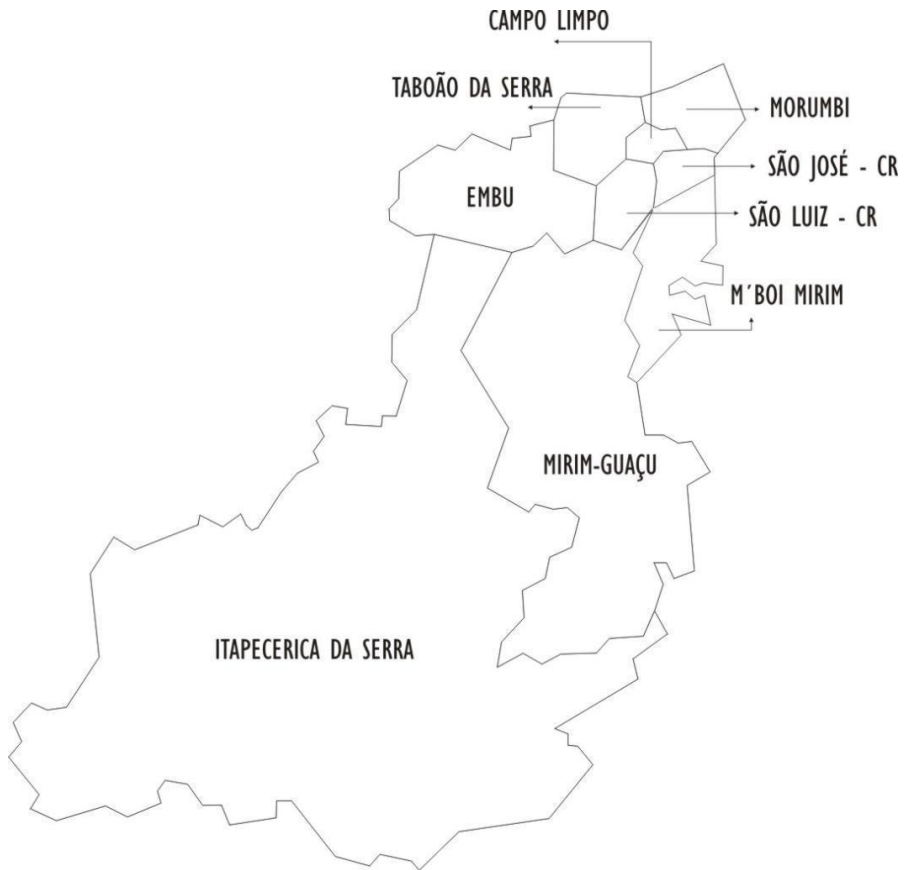 CAMPO LIMPO
TABOÃO DA SERRA
MORUMBI
SÃO JOSÉ - CR
EMBU
SÃO LUIZ - CR
M´BOI MIRIM
MIRIM-GUAÇU
ITAPECERICA DA SERRA